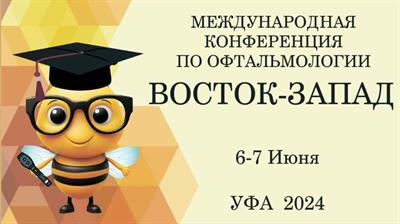 МЕЖДУНАРОДНАЯ
КОНФЕРЕНЦИЯ
ПО ОФТАЛЬМОЛОГИИ
ВОСТОК-ЗАПАД
6-7 Июня
УФА 2024